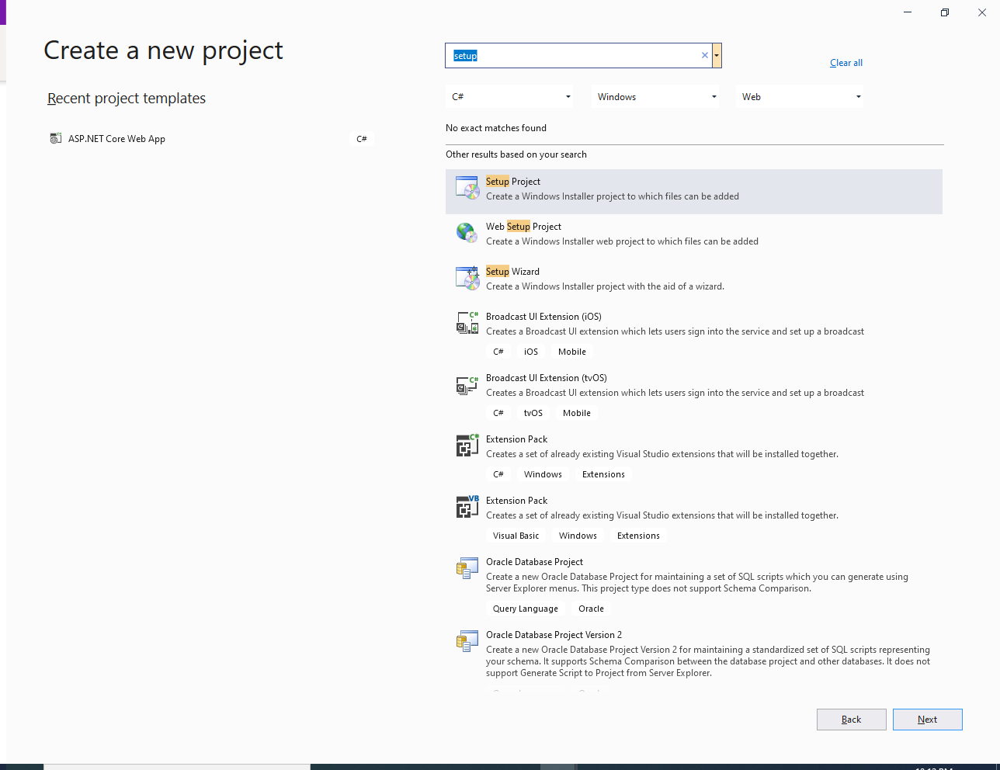 Create a new project
setup
Clear all
Recent project templates
C#
Windows
Web
No exact matches found
ASP.NET Core Web App
C#
Other results based on your search
Setup Project
Create a Windows Installer project to which files can be added
Web Setup Project
Create a Windows Installer web project to which files can be added
Setup Wizard
Create a Windows Installer project with the aid of a wizard.
Broadcast UI Extension (iOS)
Creates a Broadcast UI extension which lets users sign into the service and set up a broadcast
C# iOS Mobile
Broadcast UI Extension (tvOS)
Creates a Broadcast UI extension which lets users sign into the service and set up a broadcast
C# tvOS Mobile
Extension Pack
Creates a set of already existing Visual Studio extensions that will be installed together.
C# Windows Extensions
Extension Pack
Creates a set of already existing Visual Studio extensions that will be installed together.
Visual Basic Windows Extensions
Oracle Database Project
Create a new Oracle Database Project for maintaining a set of SQL scripts which you can generate using
Server Explorer menus. This project type does not support Schema Comparison.
Query Language Oracle
Oracle Database Project Version 2
Create a new Oracle Database Project Version 2 for maintaining a standardized set of SQL scripts representing
your schema. It supports Schema Comparison between the database project and other databases. It does not
support Generate Script to Project from Server Explorer.
Back
Next